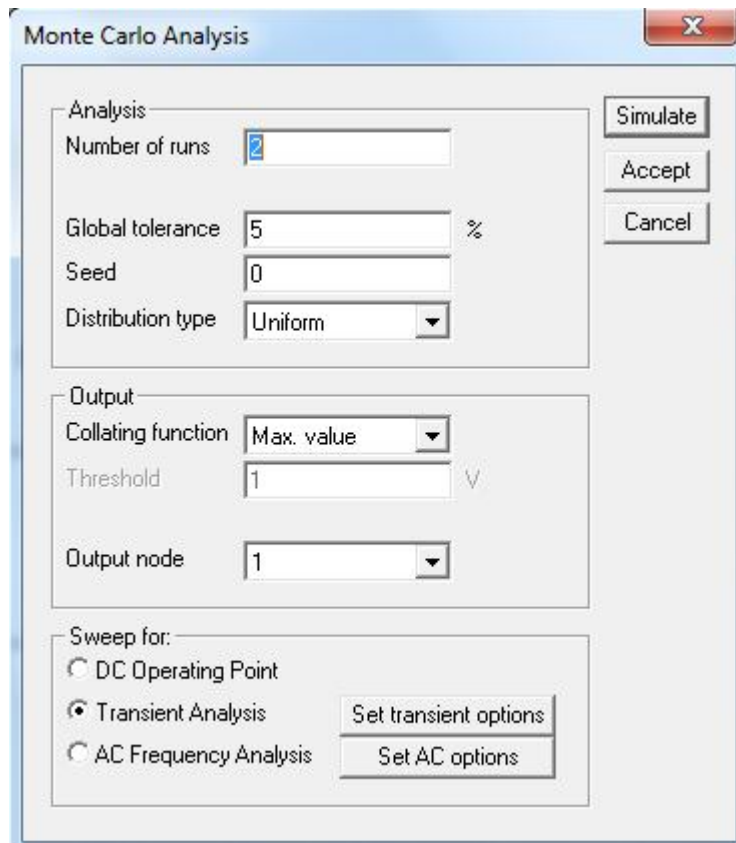 Monte Carlo Analysis
Analysis
Number of runs 2
Global tolerance 5 %
Seed 0
Distribution type Uniform
Simulate
Accept
Cancel
Output
Collating function Max. value
Threshold 1 V
Output node 1
Sweep for:
DC Operating Point
Transient Analysis Set transient options
AC Frequency Analysis Set AC options